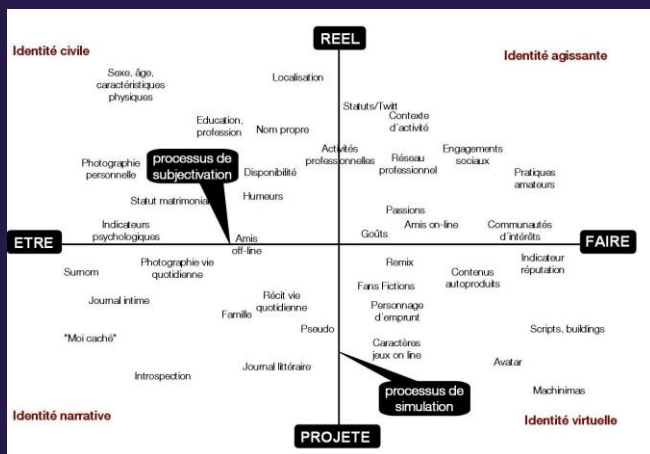 REEL
Identité civile
Identité agissante
Sexe, âge,
caractéristiques
physiques
Localisation
Statuts/Twitt
Contexte
d'activité
Education,
profession
Nom propre
Activités
professionnelles
Réseau
professionnel
Engagements
sociaux
Pratiques
amateurs
Photographie
personnelle
processus de
subjectivation
Disponibilité
Humeurs
Statut matrimonial
Passions
Indicateurs
psychologiques
Amis
off-line
Goûts
Amis on-line
Communautés
d'intérêts
ETRE
FAIRE
Surnom
Photographie vie
quotidienne
Remix
Contenus
autoproduits
Indicateur
réputation
Journal intime
Récit vie
quotidienne
Famille
Fans Fictions
Personnage
d'emprunt
Pseudo
Scripts, buildings
"Moi caché"
Caractères
jeux on line
Introspection
Journal littéraire
Avatar
processus de
simulation
Machinimas
Identité narrative
Identité virtuelle
PROJETE